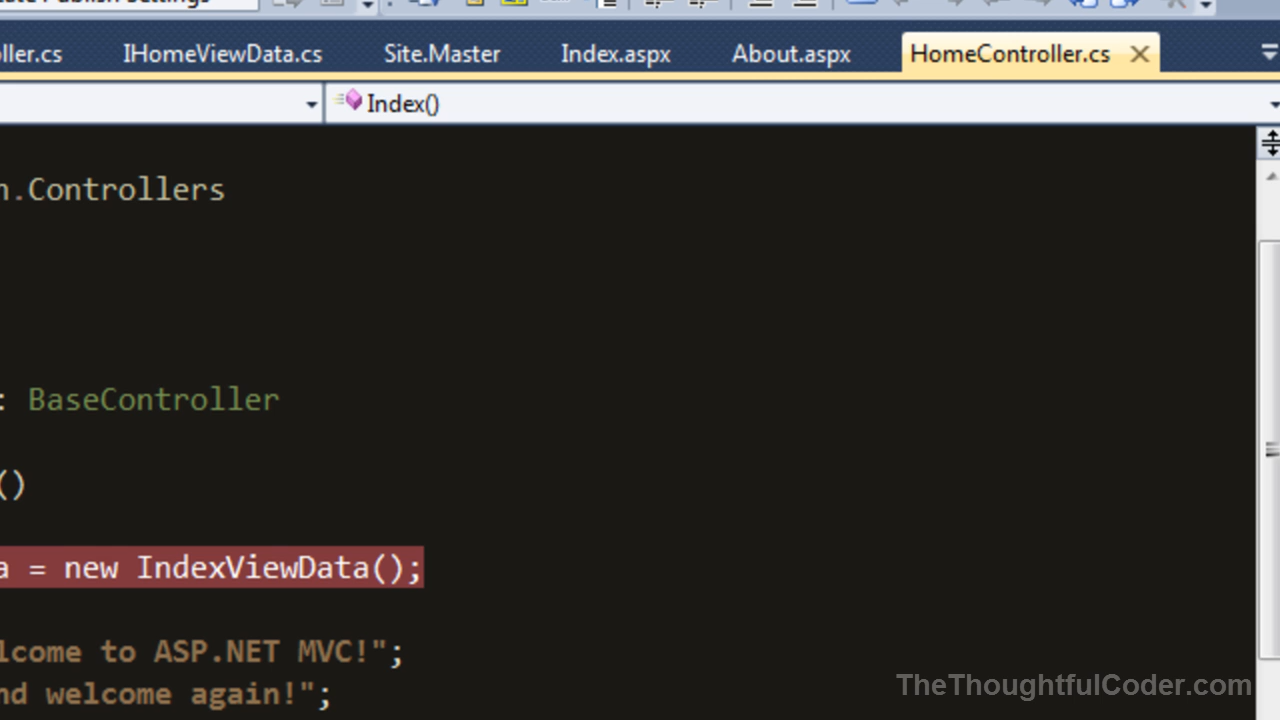 ller.cs IHomeViewData.cs Site.Master Index.aspx About.aspx HomeController.cs
Index()
n.Controllers
: BaseController
()
a = new IndexViewData();
lcome to ASP.NET MVC!";
nd welcome again!";
TheThoughtfulCoder.com